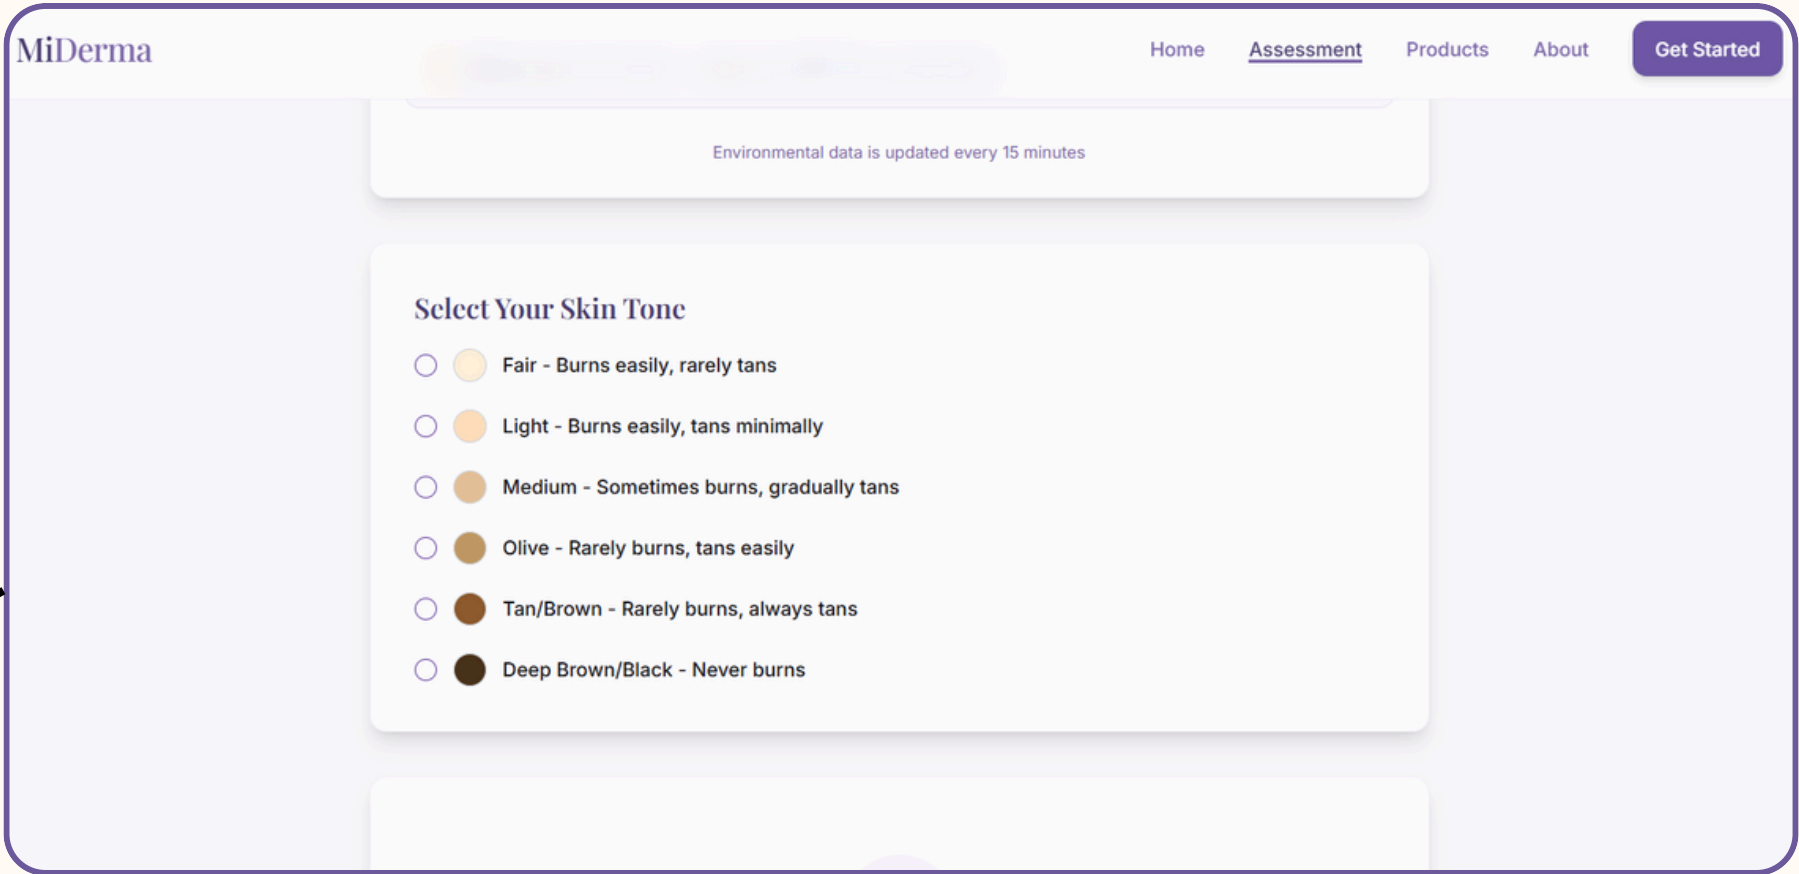 MiDerma
Home Assessment Products About Get Started
Environmental data is updated every 15 minutes
Select Your Skin Tone
Fair - Burns easily, rarely tans
Light - Burns easily, tans minimally
Medium - Sometimes burns, gradually tans
Olive - Rarely burns, tans easily
Tan/Brown - Rarely burns, always tans
Deep Brown/Black - Never burns